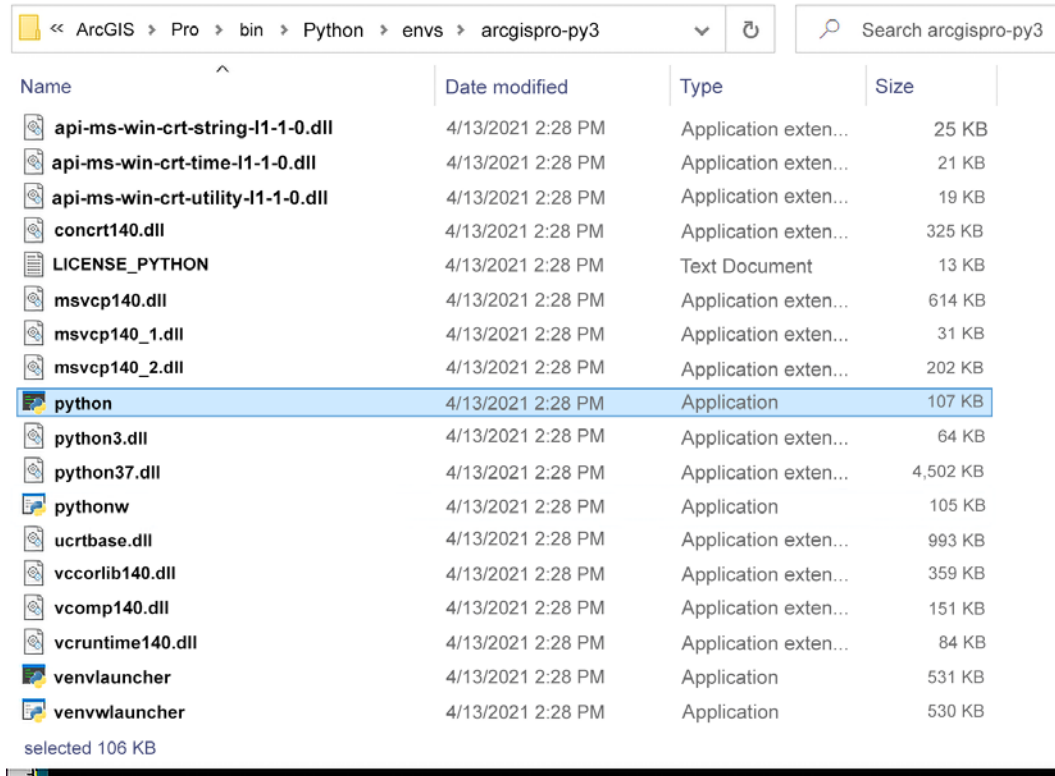 « ArcGIS > Pro > bin > Python > envs > arcgispro-py3 Search arcgispro-py3
Name Date modified Type Size
api-ms-win-crt-string-l1-1-0.dll 4/13/2021 2:28 PM Application exten... 25 KB
api-ms-win-crt-time-l1-1-0.dll 4/13/2021 2:28 PM Application exten... 21 KB
api-ms-win-crt-utility-l1-1-0.dll 4/13/2021 2:28 PM Application exten... 19 KB
concrt140.dll 4/13/2021 2:28 PM Application exten... 325 KB
LICENSE_PYTHON 4/13/2021 2:28 PM Text Document 13 KB
msvcp140.dll 4/13/2021 2:28 PM Application exten... 614 KB
msvcp140_1.dll 4/13/2021 2:28 PM Application exten... 31 KB
msvcp140_2.dll 4/13/2021 2:28 PM Application exten... 202 KB
python 4/13/2021 2:28 PM Application 107 KB
python3.dll 4/13/2021 2:28 PM Application exten... 64 KB
python37.dll 4/13/2021 2:28 PM Application exten... 4,502 KB
pythonw 4/13/2021 2:28 PM Application 105 KB
ucrtbase.dll 4/13/2021 2:28 PM Application exten... 993 KB
vccorlib140.dll 4/13/2021 2:28 PM Application exten... 359 KB
vcomp140.dll 4/13/2021 2:28 PM Application exten... 151 KB
vcruntime140.dll 4/13/2021 2:28 PM Application exten... 84 KB
venvlauncher 4/13/2021 2:28 PM Application 531 KB
venvwlauncher 4/13/2021 2:28 PM Application 530 KB
selected 106 KB